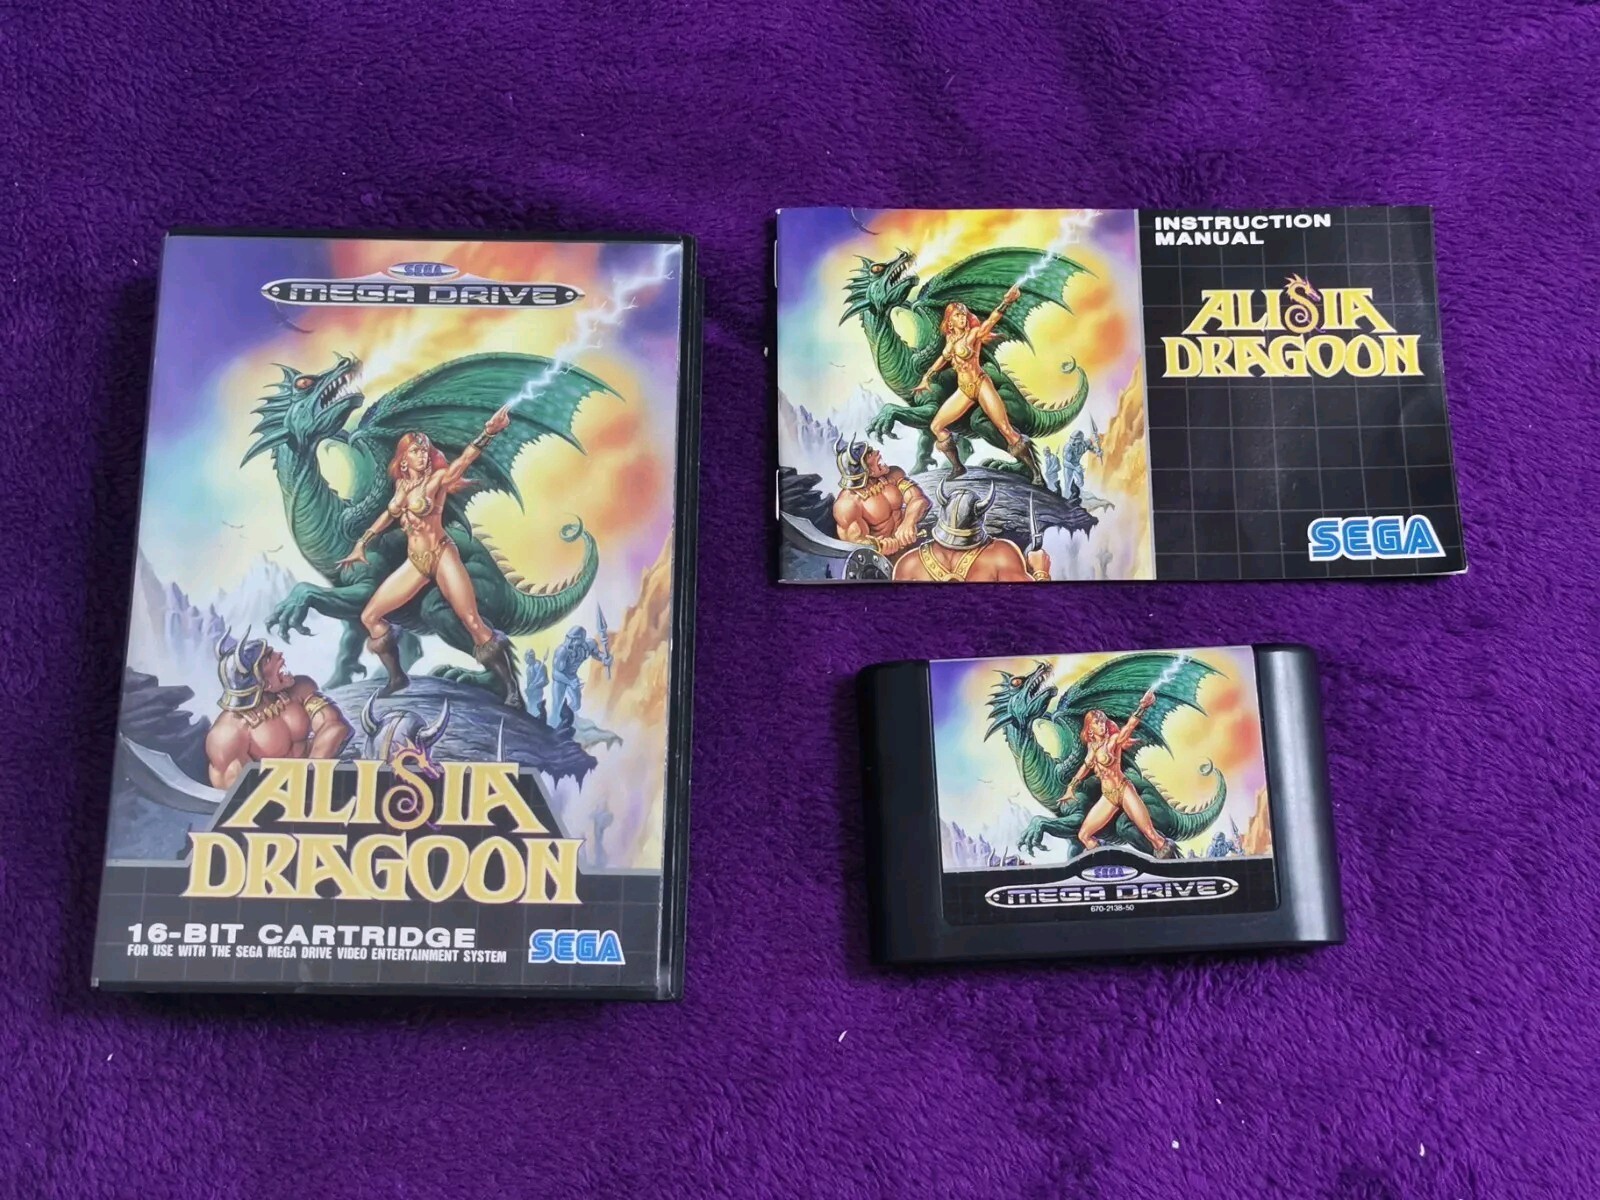 SEGA
MEGA DRIVE
ALISIA
DRAGOON
16-BIT CARTRIDGE
FOR USE WITH THE SEGA MEGA DRIVE VIDEO ENTERTAINMENT SYSTEM
SEGA
INSTRUCTION
MANUAL
ALISIA
DRAGOON
SEGA
SEGA
MEGA DRIVE
670-2138-50